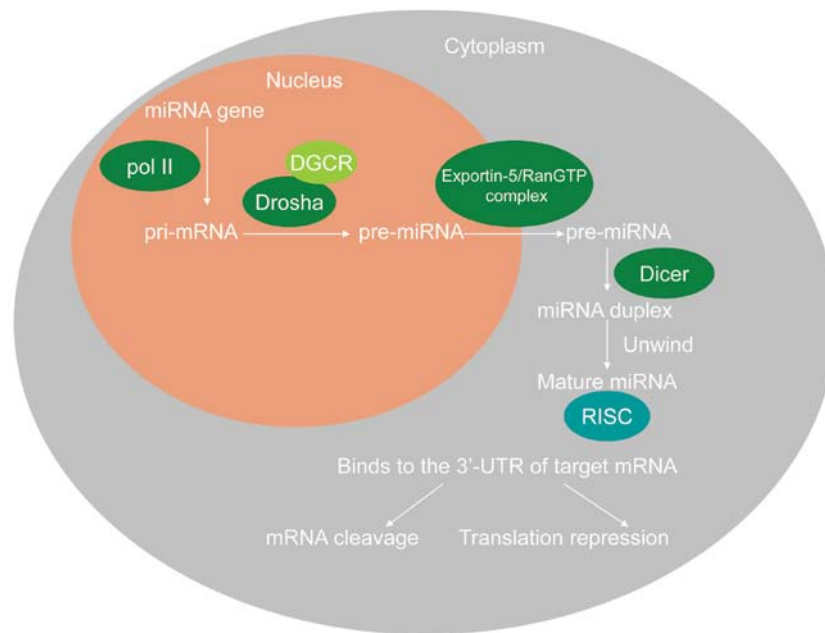 Cytoplasm
Nucleus
miRNA gene
pol II
DGCR
Drosha
Exportin-5/RanGTP
complex
pri-mRNA
pre-miRNA
pre-miRNA
Dicer
miRNA duplex
Unwind
Mature miRNA
RISC
Binds to the 3'-UTR of target mRNA
mRNA cleavage
Translation repression